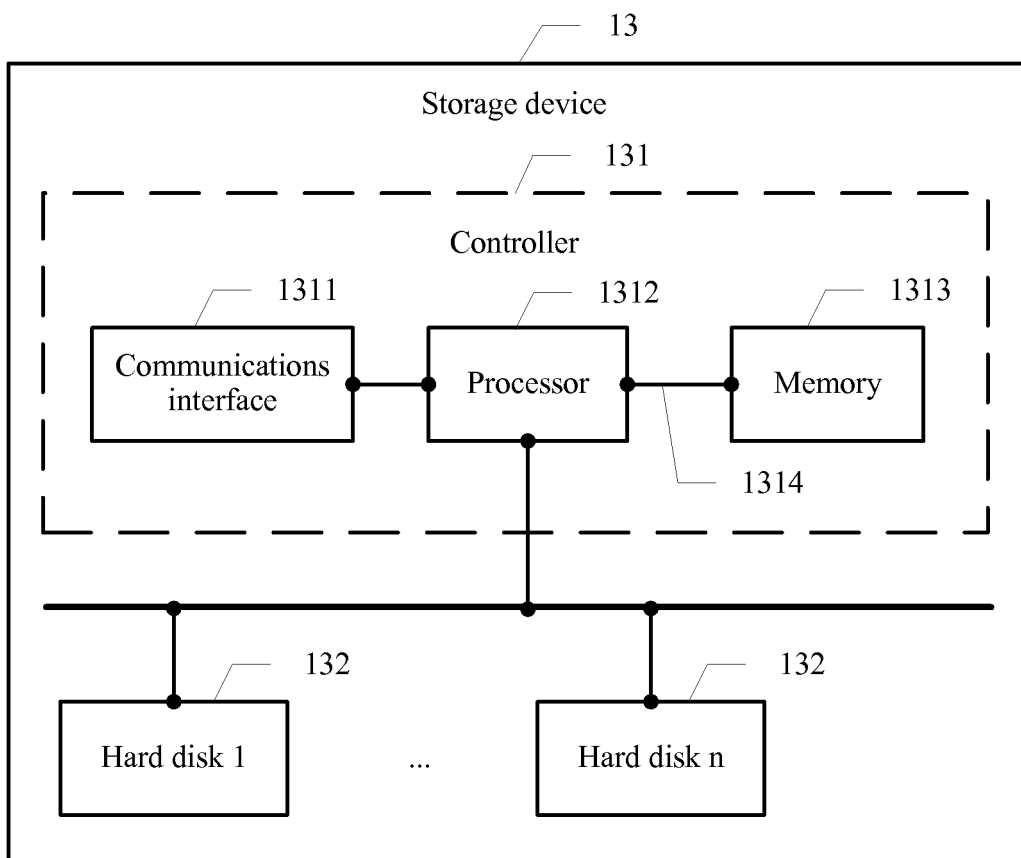 13
Storage device
131
Controller
1311
1312
1313
Communications
interface
Processor
Memory
1314
132
132
Hard disk 1
...
Hard disk n